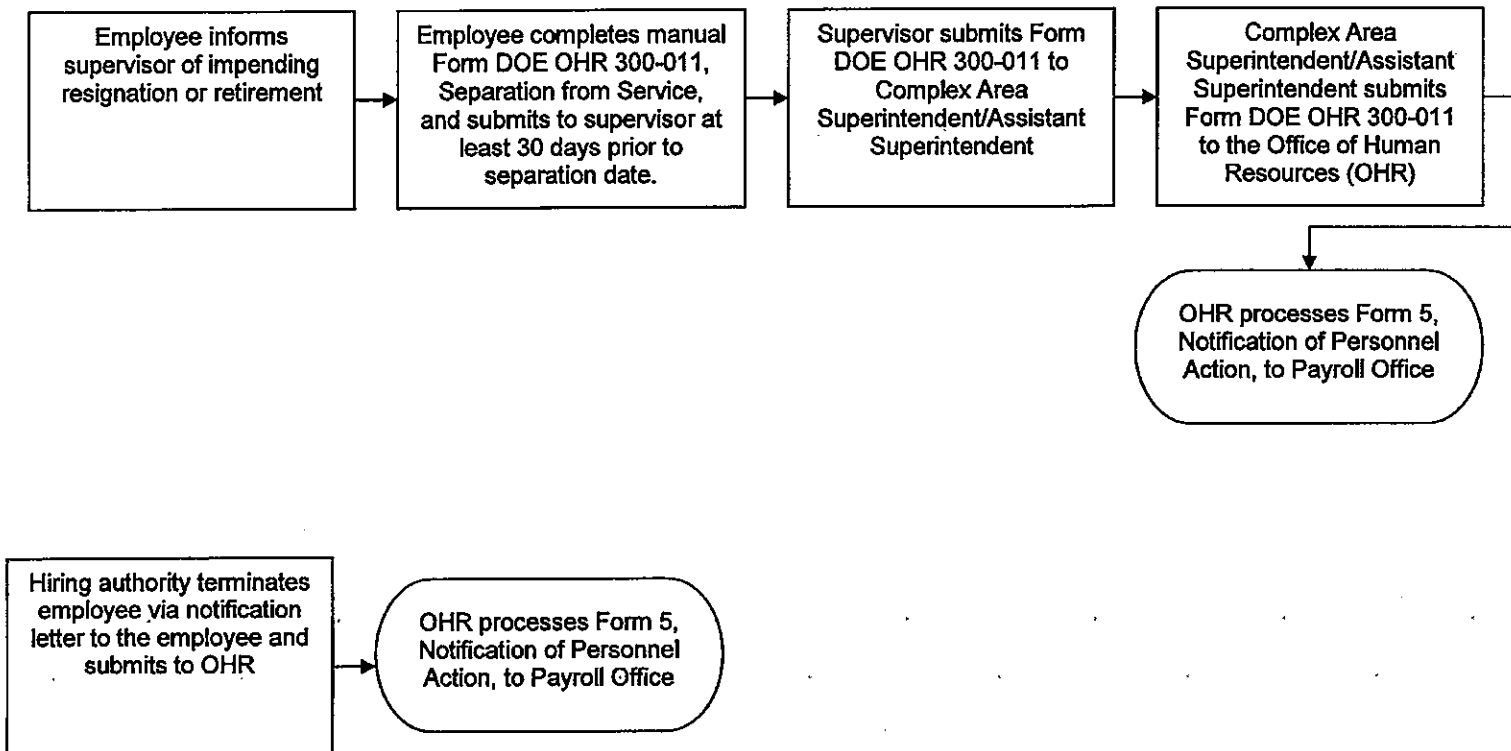 Employee informs
supervisor of impending
resignation or retirement
Employee completes manual
Form DOE OHR 300-011,
Separation from Service,
and submits to supervisor at
least 30 days prior to
separation date.
Supervisor submits Form
DOE OHR 300-011 to
Complex Area
Superintendent/Assistant
Superintendent
Complex Area
Superintendent/Assistant
Superintendent submits
Form DOE OHR 300-011
to the Office of Human
Resources (OHR)
OHR processes Form 5,
Notification of Personnel
Action, to Payroll Office
Hiring authority terminates
employee via notification
letter to the employee and
submits to OHR
OHR processes Form 5,
Notification of Personnel
Action, to Payroll Office